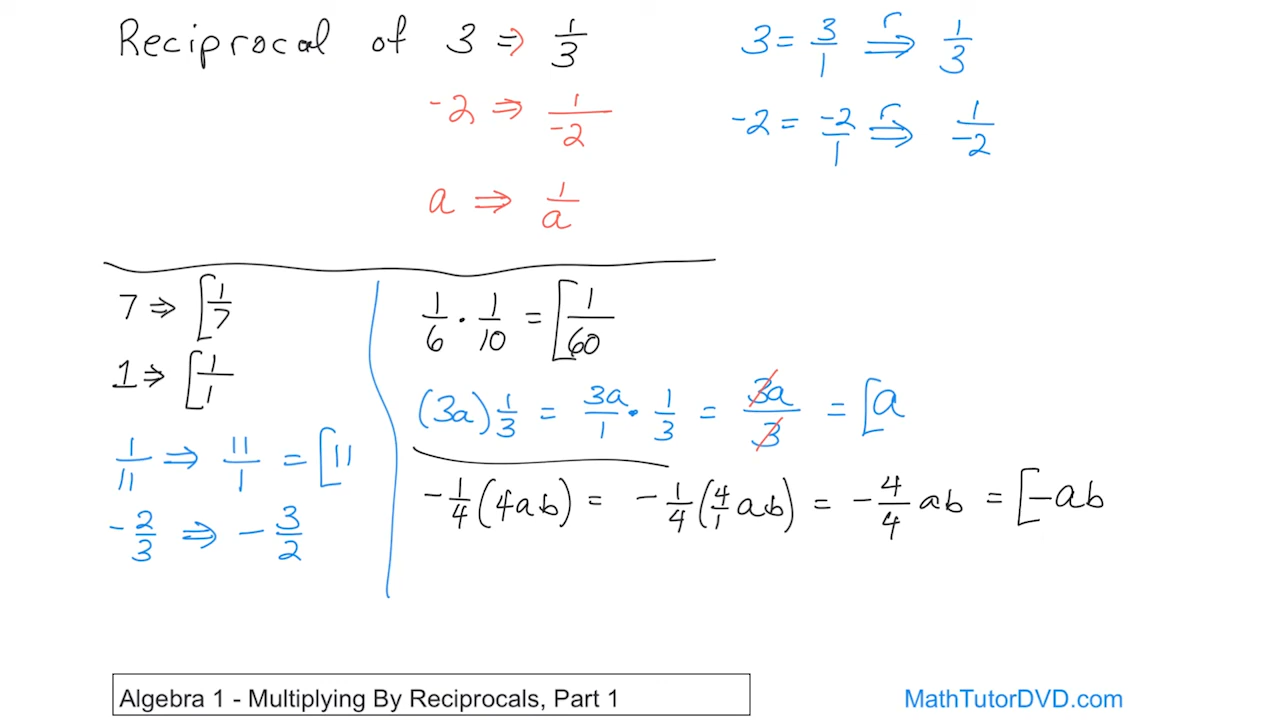 Reciprocal of 3 ⇒ 1/3
-2 ⇒ 1/-2
a ⇒ 1/a
3 = 3/1 r⇒ 1/3
-2 = -2/1 r⇒ 1/-2
7 ⇒ [1/7
1 ⇒ [1/1
1/11 ⇒ 11/1 = [11
-2/3 ⇒ -3/2
1/6 · 1/10 = [1/60
(3a) 1/3 = 3a/1 · 1/3 = 3a/3 = [a
-1/4 (4ab) = -1/4 (4/1 ab) = -4/4 ab = [-ab
Algebra 1 - Multiplying By Reciprocals, Part 1
MathTutorDVD.com